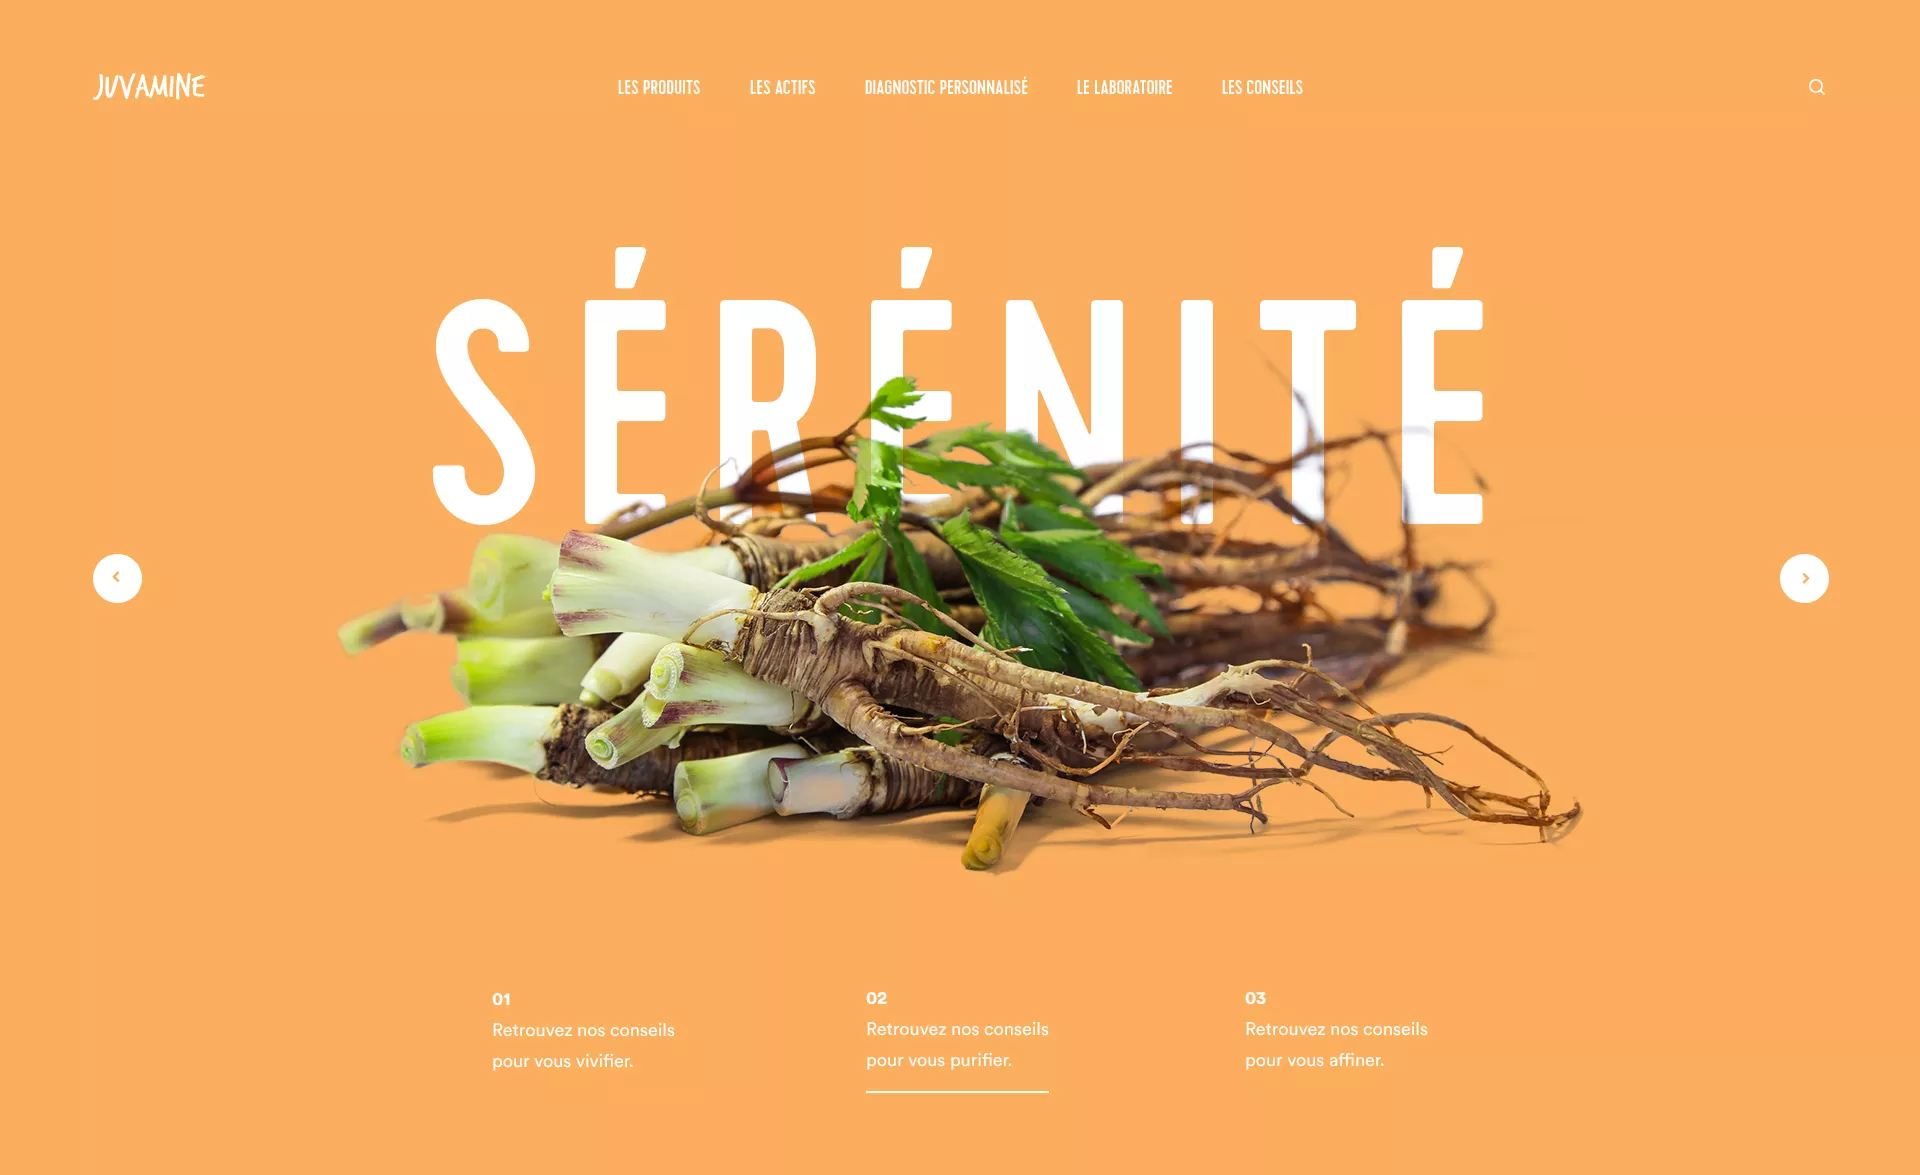 JUVAMINE
LES PRODUITS
LES ACTIFS
DIAGNOSTIC PERSONNALISÉ
LE LABORATOIRE
LES CONSEILS
SÉRÉNITÉ
01
Retrouvez nos conseils
pour vous vivifier.
02
Retrouvez nos conseils
pour vous purifier.
03
Retrouvez nos conseils
pour vous affiner.